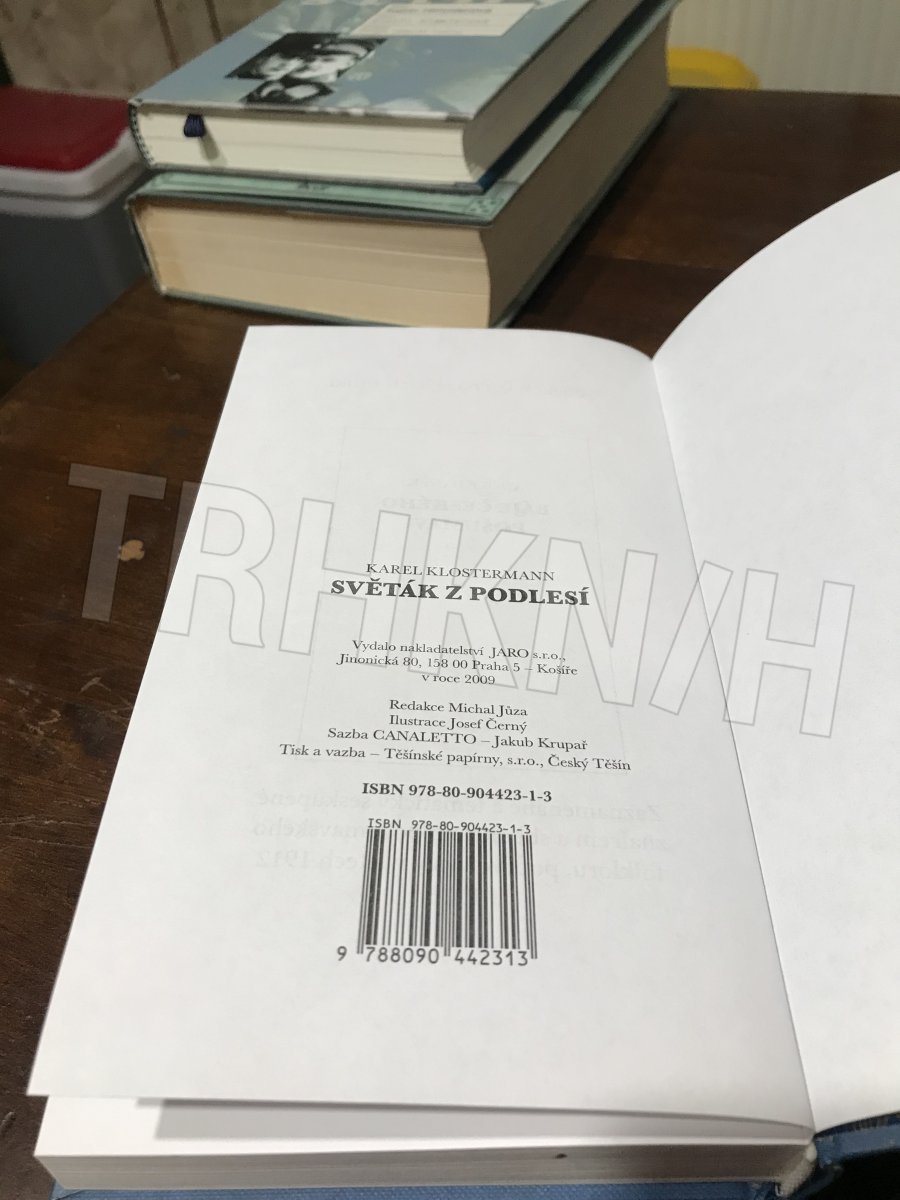 TRHKNIH
KAREL KLOSTERMANN
SVĚTÁK Z PODLESÍ
Vydalo nakladatelství JARO s.r.o.,
Jinonická 80, 158 00 Praha 5 – Košíře
v roce 2009
Redakce Michal Jůza
Ilustrace Josef Černý
Sazba CANALETTO – Jakub Krupař
Tisk a vazba – Těšínské papírny, s.r.o., Český Těšín
ISBN 978-80-904423-1-3
ISBN 978-80-904423-1-3
9 788090 442313